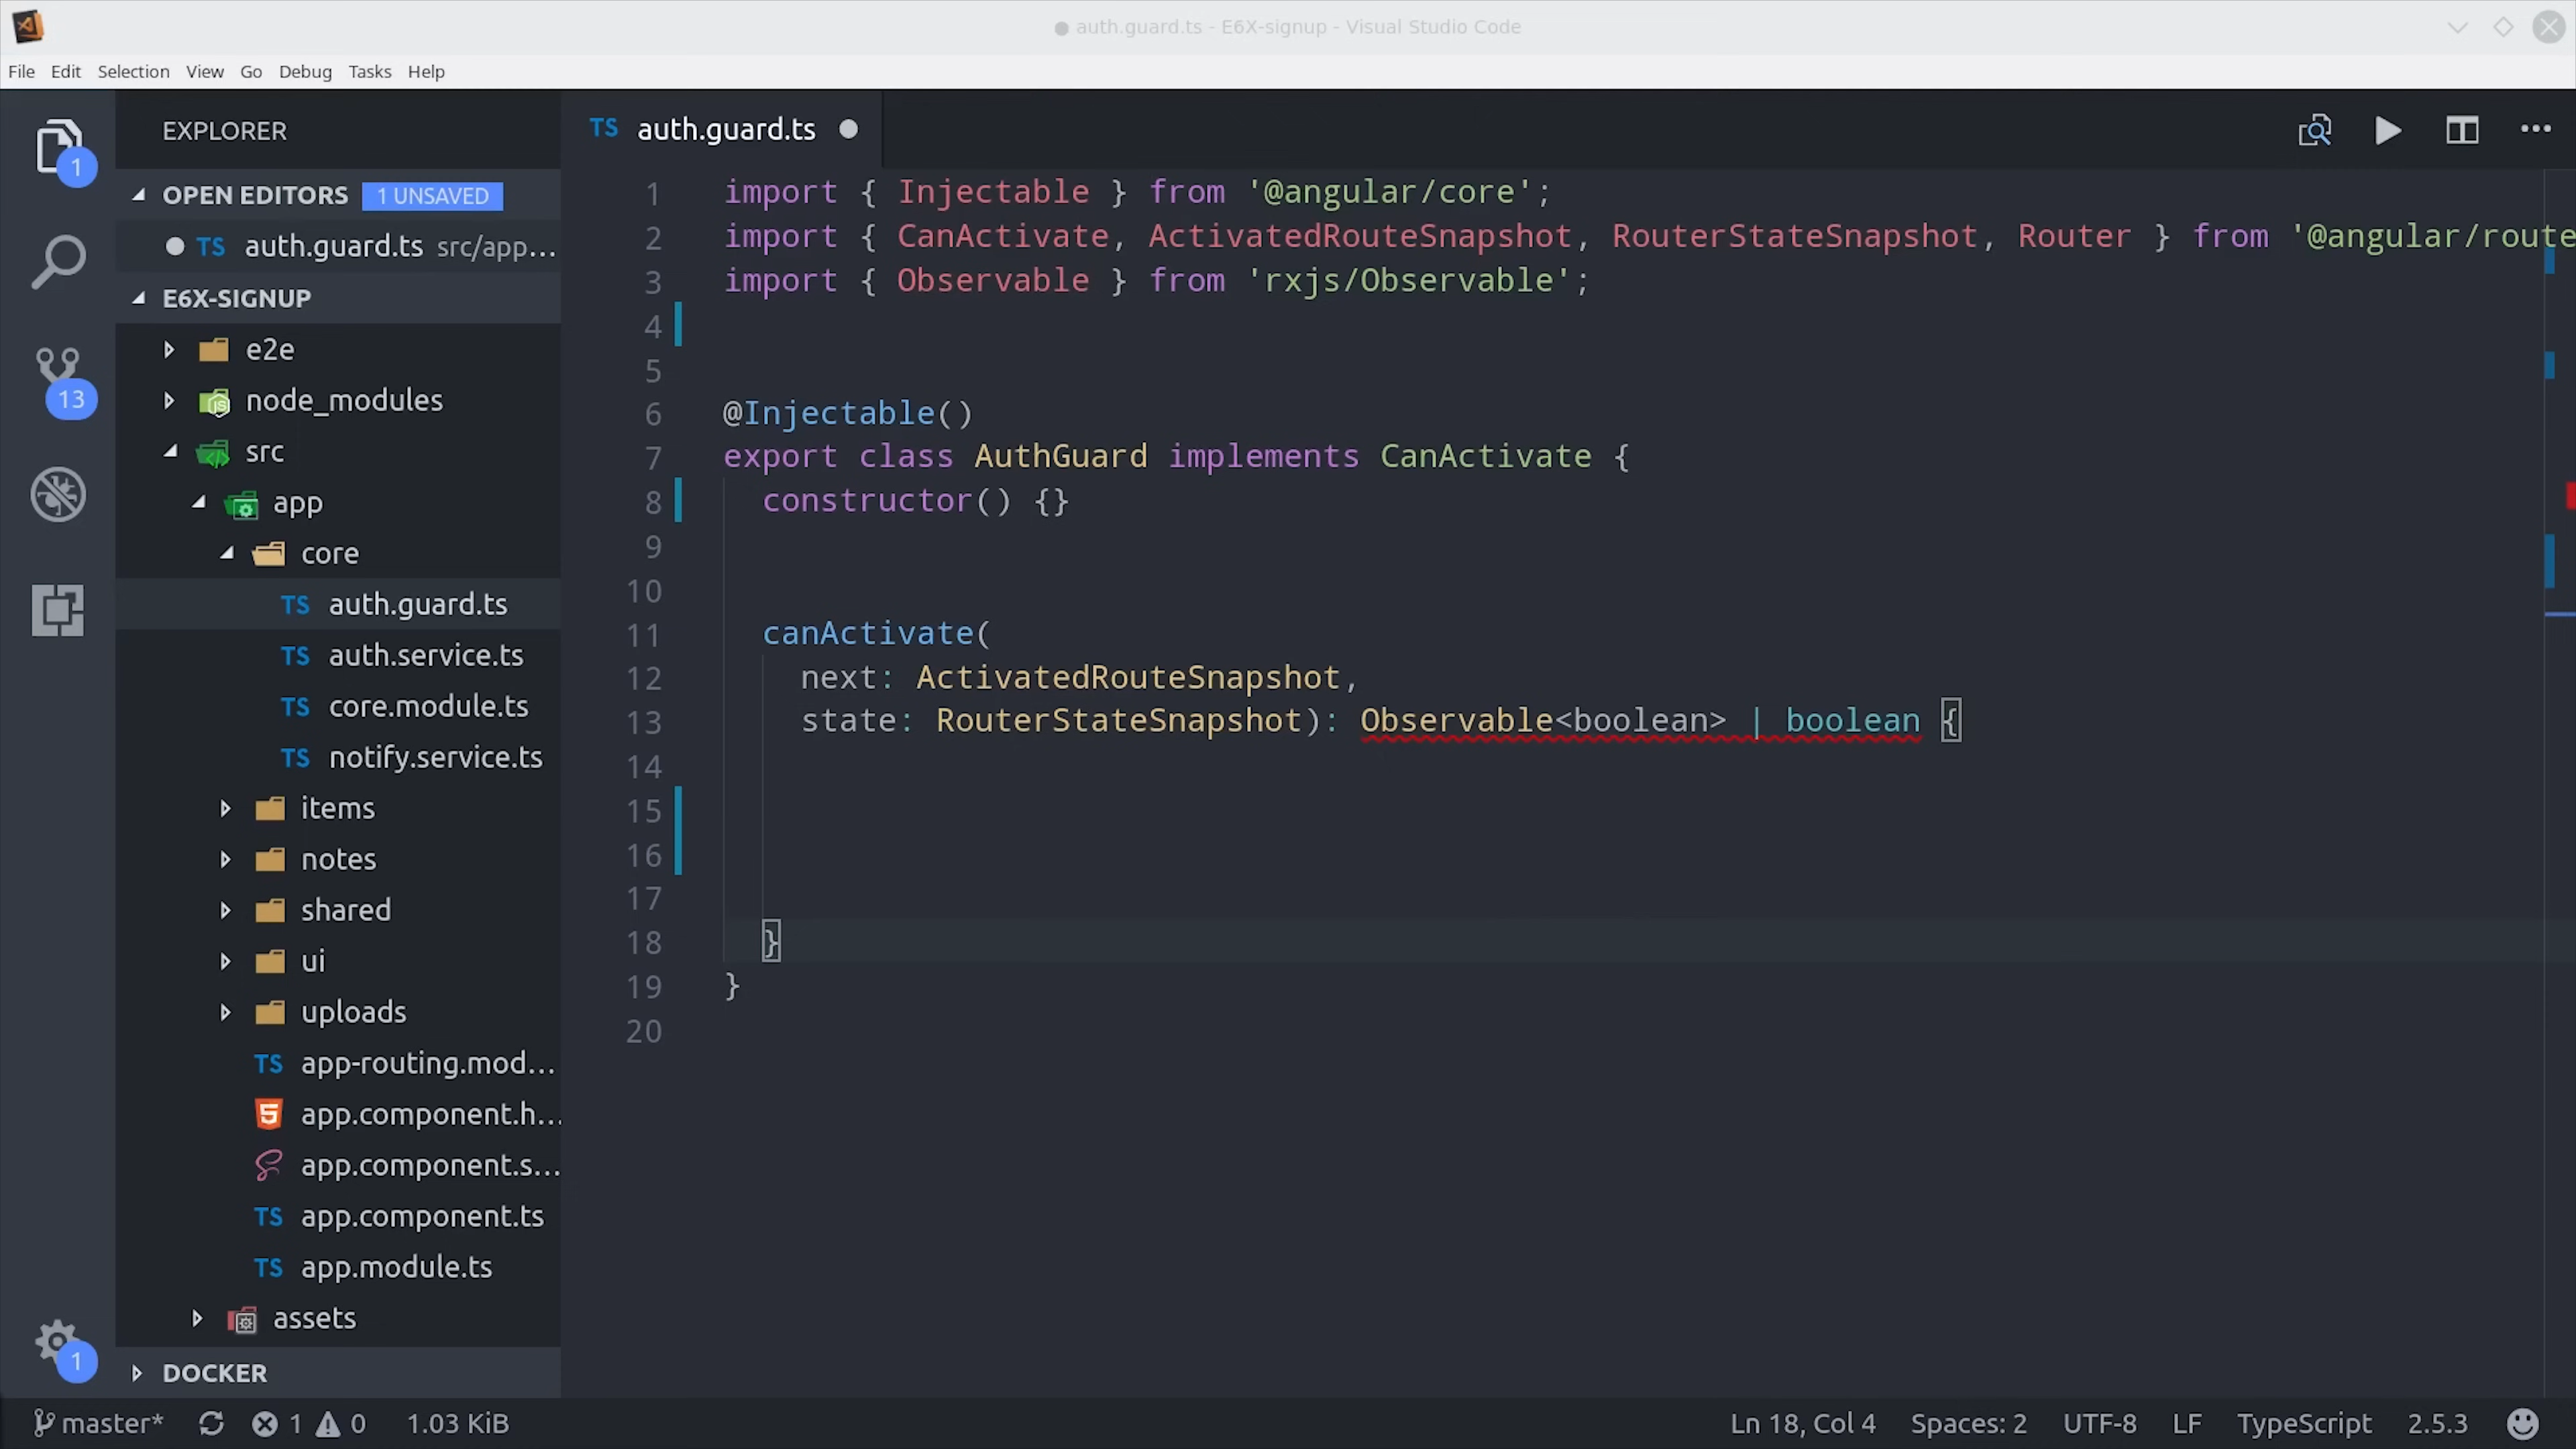 auth.guard.ts - E6X-signup - Visual Studio Code
File Edit Selection View Go Debug Tasks Help
1
13
1
EXPLORER
OPEN EDITORS 1 UNSAVED
TS auth.guard.ts src/app...
E6X-SIGNUP
e2e
node_modules
src
app
core
TS auth.guard.ts
TS auth.service.ts
TS core.module.ts
TS notify.service.ts
items
notes
shared
ui
uploads
TS app-routing.mod...
app.component.h...
app.component.s...
TS app.component.ts
TS app.module.ts
assets
DOCKER
TS auth.guard.ts
1 import { Injectable } from '@angular/core';
2 import { CanActivate, ActivatedRouteSnapshot, RouterStateSnapshot, Router } from '@angular/route
3 import { Observable } from 'rxjs/Observable';
4
5
6 @Injectable()
7 export class AuthGuard implements CanActivate {
8 constructor() {}
9
10
11 canActivate(
12 next: ActivatedRouteSnapshot,
13 state: RouterStateSnapshot): Observable<boolean> | boolean {
14
15
16
17
18 }
19 }
20
master* 1 0 1.03 KiB Ln 18, Col 4 Spaces: 2 UTF-8 LF TypeScript 2.5.3